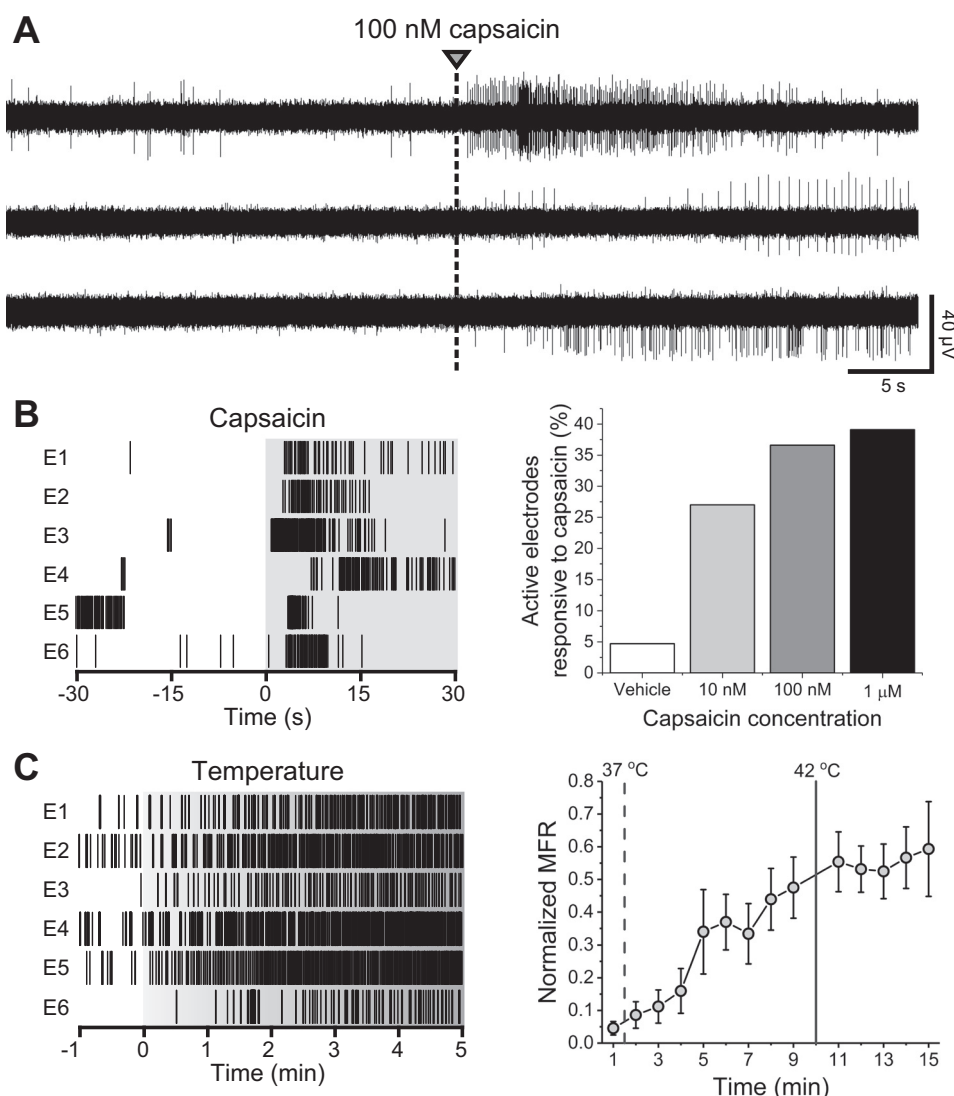 A
100 nM capsaicin
40 µV
5 s
B
Capsaicin
E1
E2
E3
E4
E5
E6
-30 -15 0 15 30
Time (s)
Active electrodes
responsive to capsaicin (%)
40
35
30
25
20
15
10
5
0
Vehicle 10 nM 100 nM 1 µM
Capsaicin concentration
C
Temperature
E1
E2
E3
E4
E5
E6
-1 0 1 2 3 4 5
Time (min)
37 °C 42 °C
Normalized MFR
0.8
0.7
0.6
0.5
0.4
0.3
0.2
0.1
0.0
1 3 5 7 9 11 13 15
Time (min)